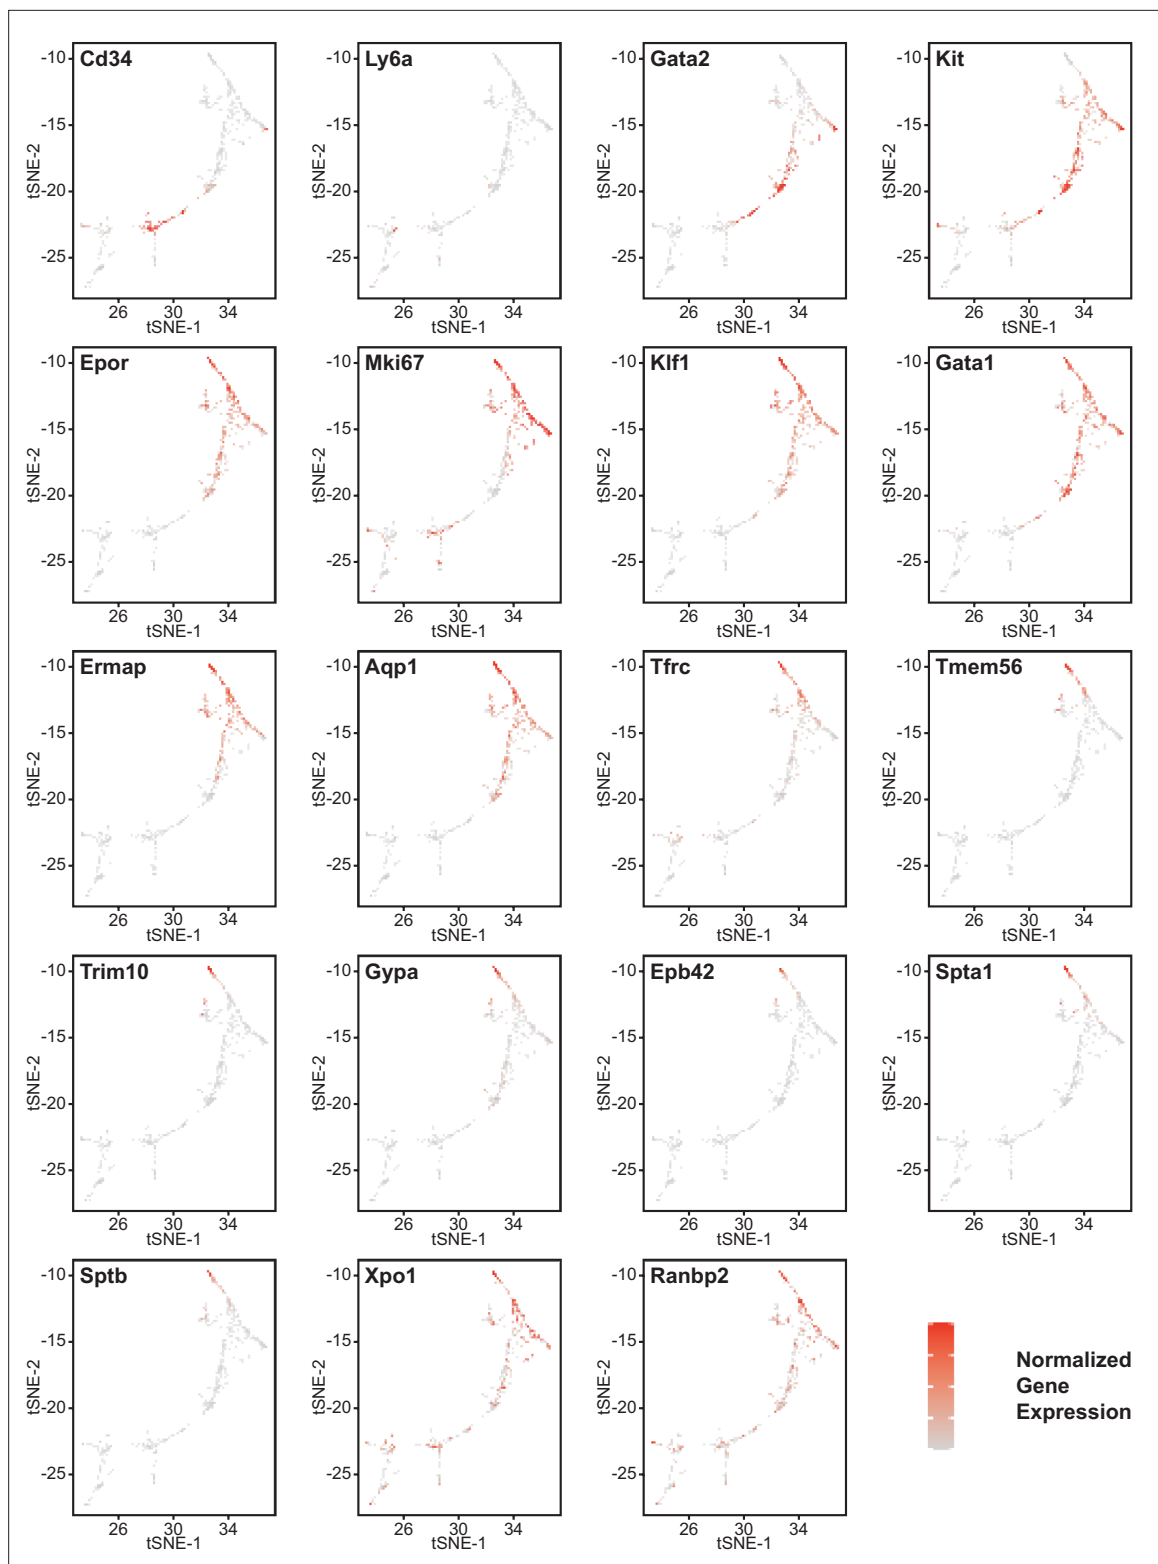 Cd34 Ly6a Gata2 Kit
-10 -10 -10 -10
-15 -15 -15 -15
-20 -20 -20 -20
-25 -25 -25 -25
tSNE-2 tSNE-2 tSNE-2 tSNE-2
26 30 34 26 30 34 26 30 34 26 30 34
tSNE-1 tSNE-1 tSNE-1 tSNE-1
Epor Mki67 Klf1 Gata1
-10 -10 -10 -10
-15 -15 -15 -15
-20 -20 -20 -20
-25 -25 -25 -25
tSNE-2 tSNE-2 tSNE-2 tSNE-2
26 30 34 26 30 34 26 30 34 26 30 34
tSNE-1 tSNE-1 tSNE-1 tSNE-1
Ermap Aqp1 Tfrc Tmem56
-10 -10 -10 -10
-15 -15 -15 -15
-20 -20 -20 -20
-25 -25 -25 -25
tSNE-2 tSNE-2 tSNE-2 tSNE-2
26 30 34 26 30 34 26 30 34 26 30 34
tSNE-1 tSNE-1 tSNE-1 tSNE-1
Trim10 Gypa Epb42 Spta1
-10 -10 -10 -10
-15 -15 -15 -15
-20 -20 -20 -20
-25 -25 -25 -25
tSNE-2 tSNE-2 tSNE-2 tSNE-2
26 30 34 26 30 34 26 30 34 26 30 34
tSNE-1 tSNE-1 tSNE-1 tSNE-1
Sptb Xpo1 Ranbp2
-10 -10 -10
-15 -15 -15
-20 -20 -20
-25 -25 -25
tSNE-2 tSNE-2 tSNE-2
26 30 34 26 30 34 26 30 34
tSNE-1 tSNE-1 tSNE-1
Normalized
Gene
Expression